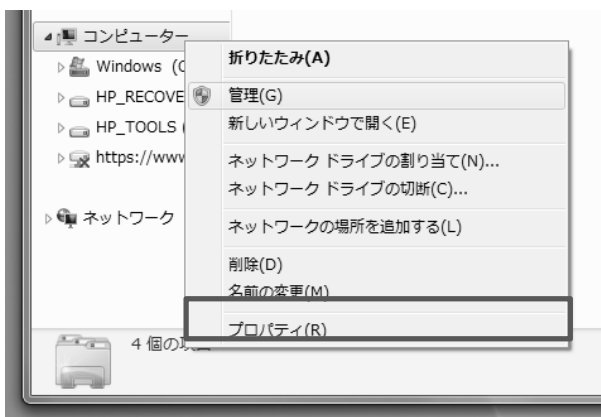 コンピューター
Windows (C
HP_RECOVE
HP_TOOLS (
https://www
ネットワーク
折りたたみ(A)
管理(G)
新しいウィンドウで開く(E)
ネットワーク ドライブの割り当て(N)...
ネットワーク ドライブの切断(C)...
ネットワークの場所を追加する(L)
削除(D)
名前の変更(M)
プロパティ(R)
4 個の項目